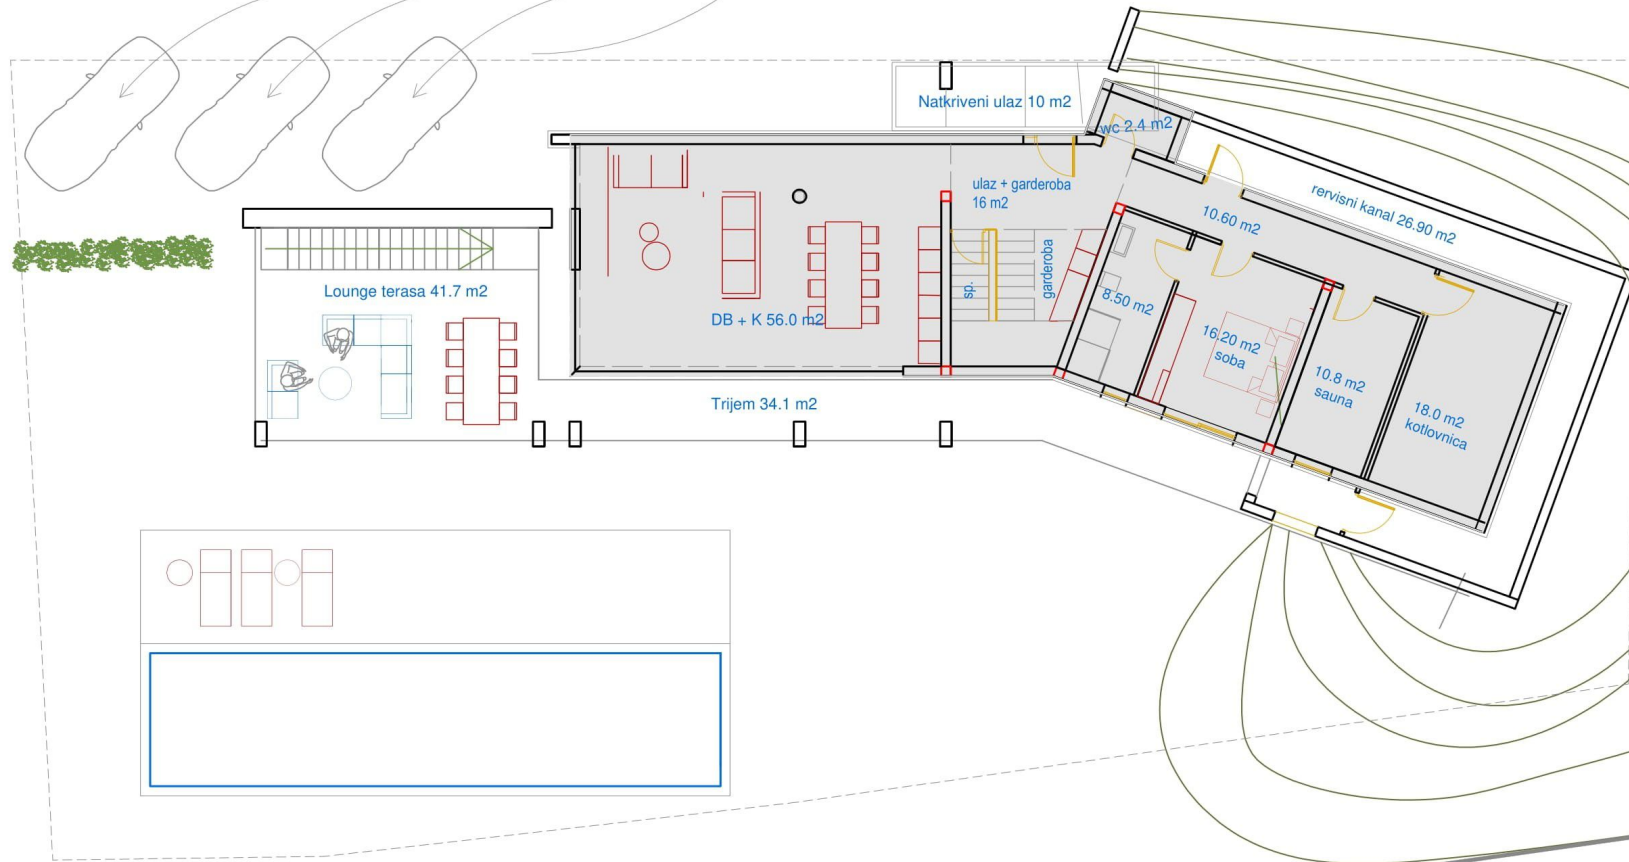 Natkriveni ulaz 10 m2
wc 2.4 m2
ulaz + garderoba
16 m2
rervisni kanal 26.90 m2
10.60 m2
garderoba
sp.
Lounge terasa 41.7 m2
DB + K 56.0 m2
8.50 m2
16.20 m2
soba
10.8 m2
sauna
18.0 m2
kotlovnica
Trijem 34.1 m2